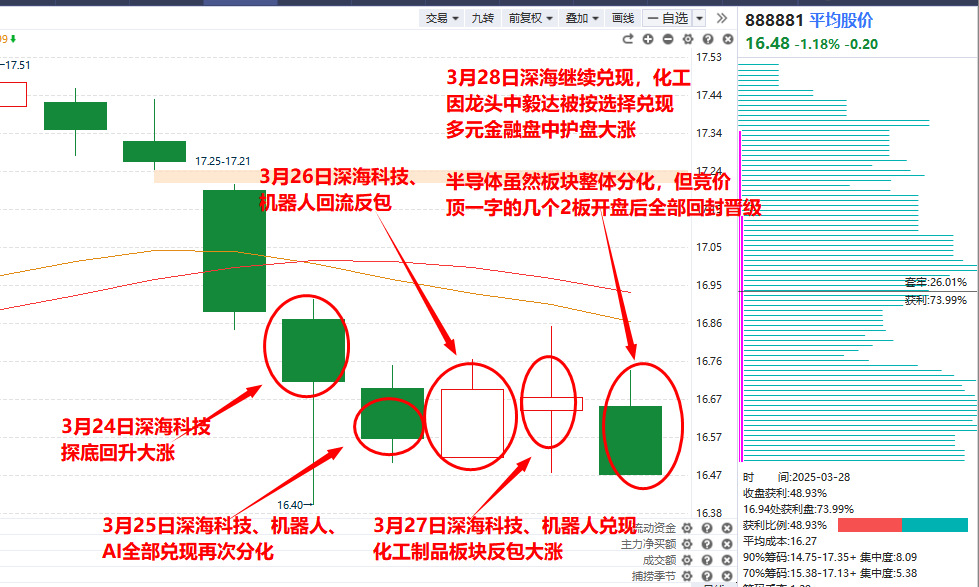 交易 九转 前复权 叠加 画线 一自选
888881 平均股价
16.48 -1.18% -0.20
17.51
17.25-17.21
16.40
17.53
17.44
17.34
17.24
17.05
16.95
16.86
16.76
16.67
16.57
16.47
16.38
3月28日深海继续兑现，化工
因龙头中毅达被按选择兑现
多元金融盘中护盘大涨
3月26日深海科技、
机器人回流反包
半导体虽然板块整体分化，但竞价
顶一字的几个2板开盘后全部回封晋级
3月24日深海科技
探底回升大涨
3月25日深海科技、机器人、
AI全部兑现再次分化
3月27日深海科技、机器人兑现
化工制品板块反包大涨
流动资金
主力净买额
成交额
捕捞季节
套牢:26.01%
获利:73.99%
时 间:2025-03-28
收盘获利:48.93%
16.94处获利盘:73.99%
获利比例:48.93%
平均成本:16.27
90%筹码:14.75-17.35+ 集中度:8.09
70%筹码:15.38-17.13+ 集中度:5.38